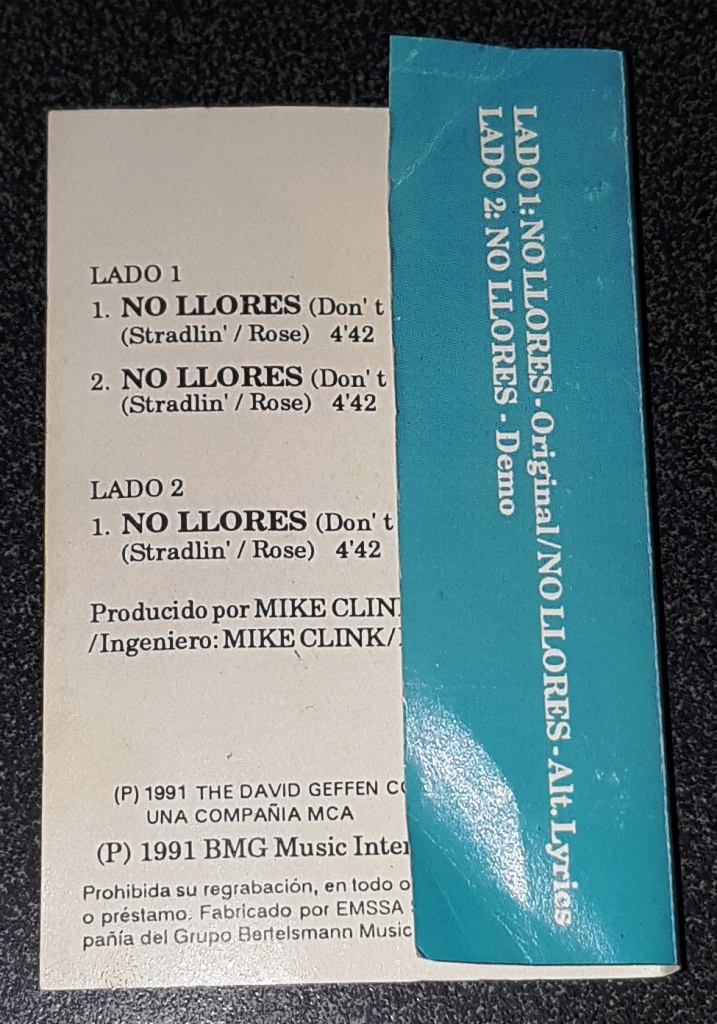 LADO 1
1. NO LLORES (Don't
(Stradlin' / Rose) 4'42
2. NO LLORES (Don't
(Stradlin' / Rose) 4'42
LADO 2
1. NO LLORES (Don't
(Stradlin' / Rose) 4'42
Producido por MIKE CLIN
/Ingeniero: MIKE CLINK/
(P) 1991 THE DAVID GEFFEN
UNA COMPAÑIA MCA
(P) 1991 BMG Music Inter
Prohibida su regrabación, en todo o
o préstamo. Fabricado por EMSSA
pañía del Grupo Bertelsmann Music
LADO 1: NO LLORES - Original/NO LLORES - Alt. Lyrics
LADO 2: NO LLORES - Demo